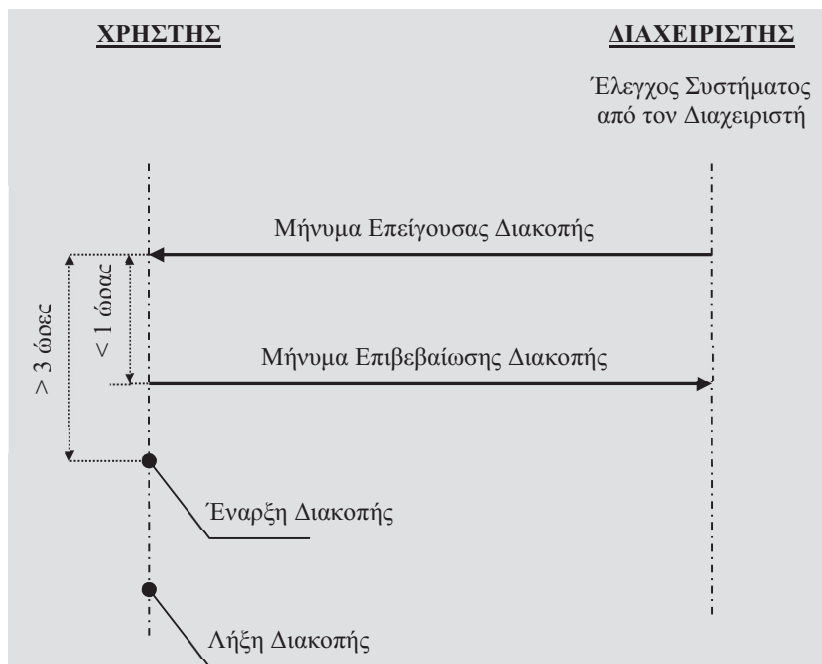 ΧΡΗΣΤΗΣ
ΔΙΑΧΕΙΡΙΣΤΗΣ
Έλεγχος Συστήματος
από τον Διαχειριστή
Μήνυμα Επείγουσας Διακοπής
< 1 ώρας
> 3 ώρες
Μήνυμα Επιβεβαίωσης Διακοπής
Έναρξη Διακοπής
Λήξη Διακοπής